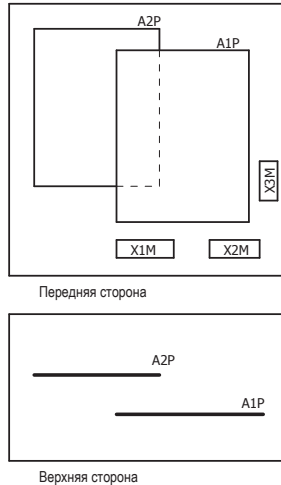 A2P
A1P
X3M
X1M
X2M
Передняя сторона
A2P
A1P
Верхняя сторона